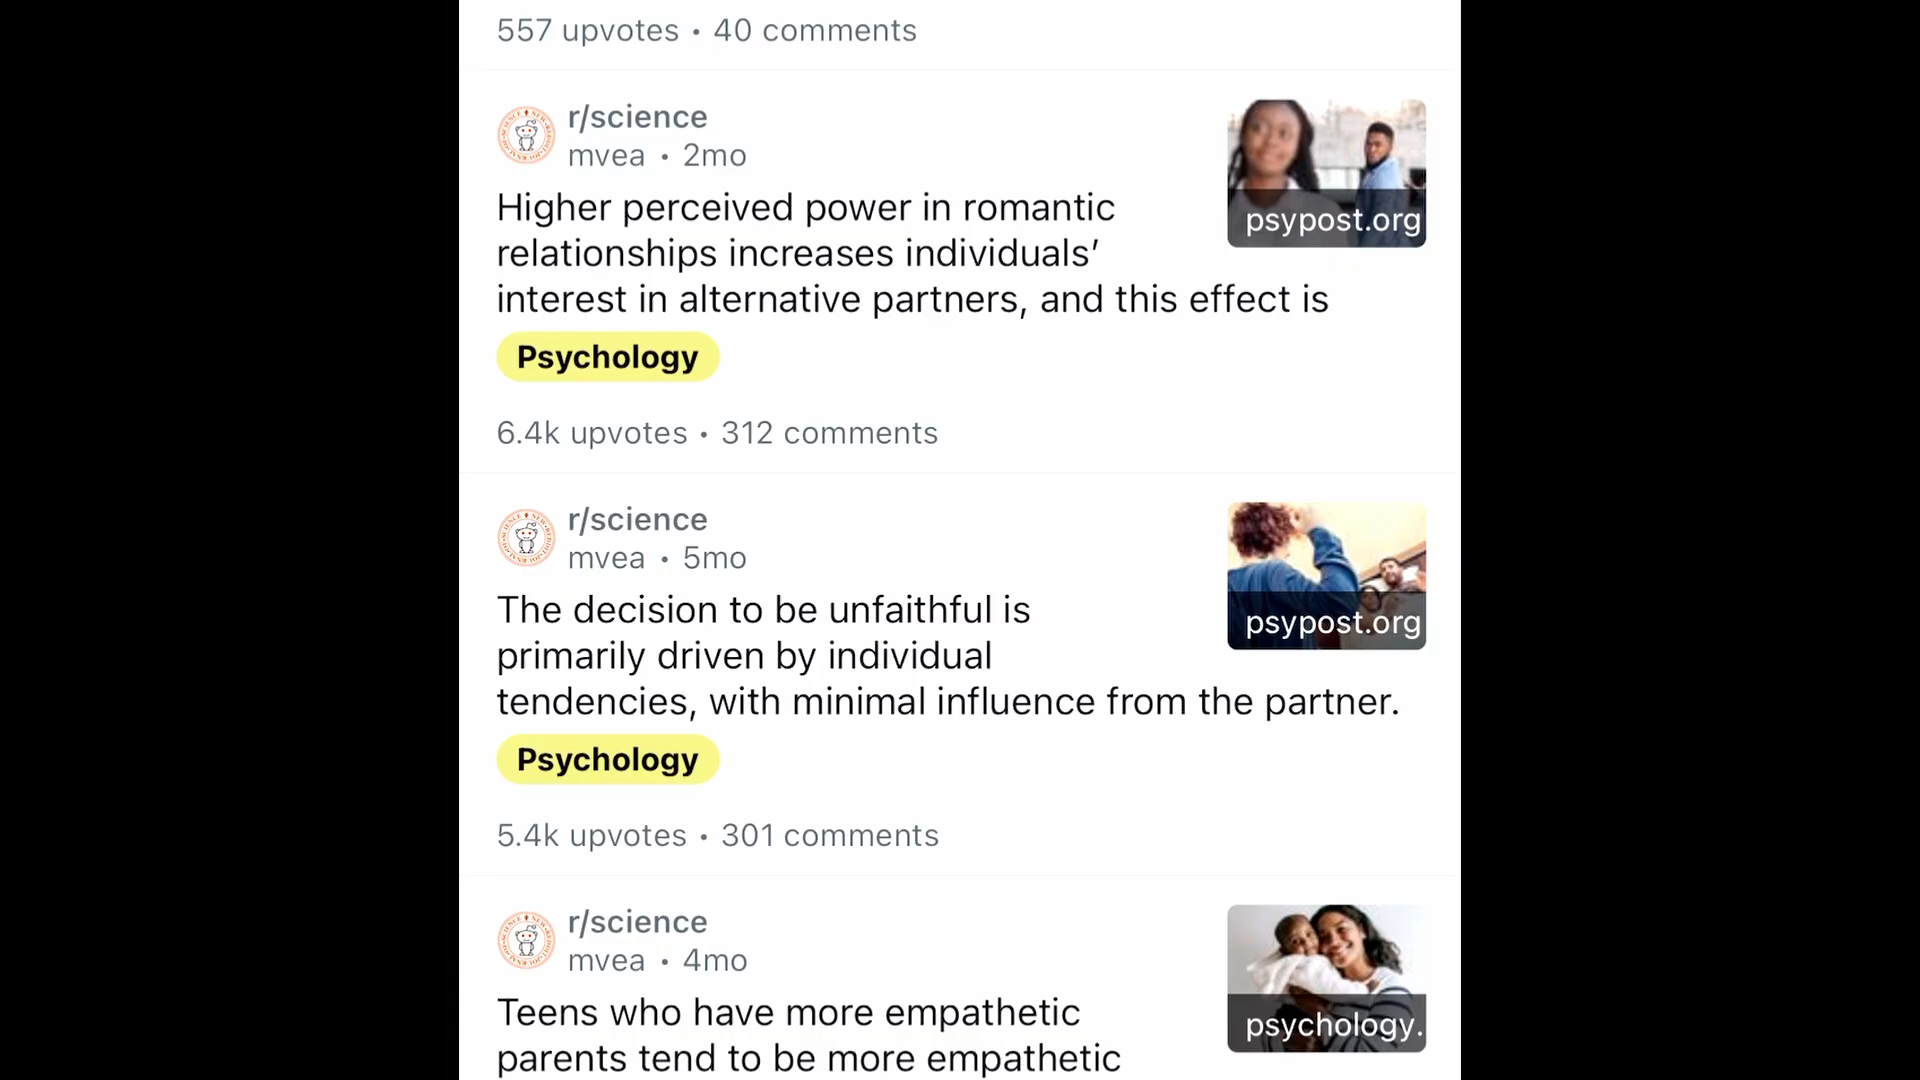 557 upvotes • 40 comments
r/science
mvea • 2mo
psypost.org
Higher perceived power in romantic
relationships increases individuals’
interest in alternative partners, and this effect is
Psychology
6.4k upvotes • 312 comments
r/science
mvea • 5mo
psypost.org
The decision to be unfaithful is
primarily driven by individual
tendencies, with minimal influence from the partner.
Psychology
5.4k upvotes • 301 comments
r/science
mvea • 4mo
psychology.
Teens who have more empathetic
parents tend to be more empathetic